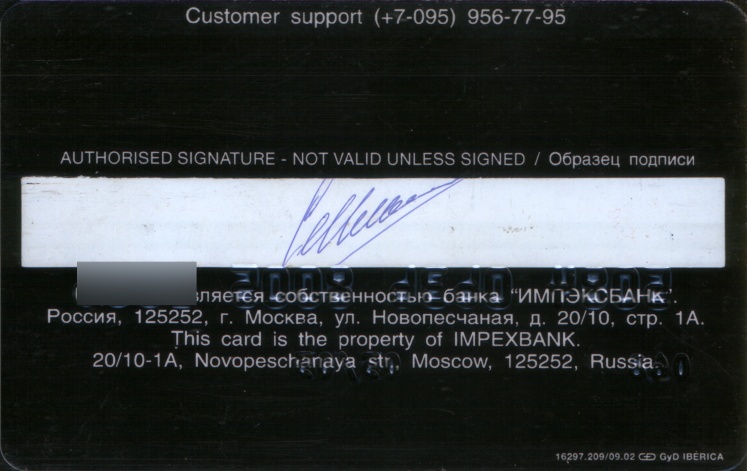 Customer support (+7-095) 956-77-95
AUTHORISED SIGNATURE - NOT VALID UNLESS SIGNED / Образец подписи
собственностью банка "ИМПЭКСБАНК".
Россия, 125252, г. Москва, ул. Новопесчаная, д. 20/10, стр. 1А.
This card is the property of IMPEXBANK.
20/10-1A, Novopeschanaya str, Moscow, 125252, Russia.
16297.209/09.02 GyD IBÉRICA